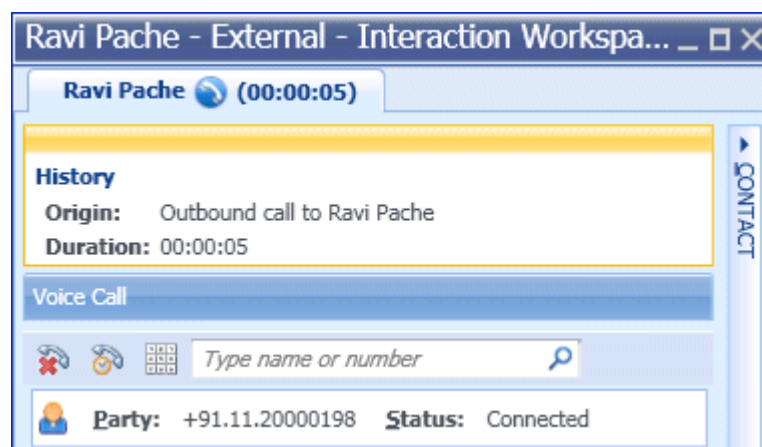 Ravi Pache - External - Interaction Workspa...
Ravi Pache (00:00:05)
History
Origin: Outbound call to Ravi Pache
Duration: 00:00:05
CONTACT
Voice Call
Type name or number
Party: +91.11.20000198 Status: Connected